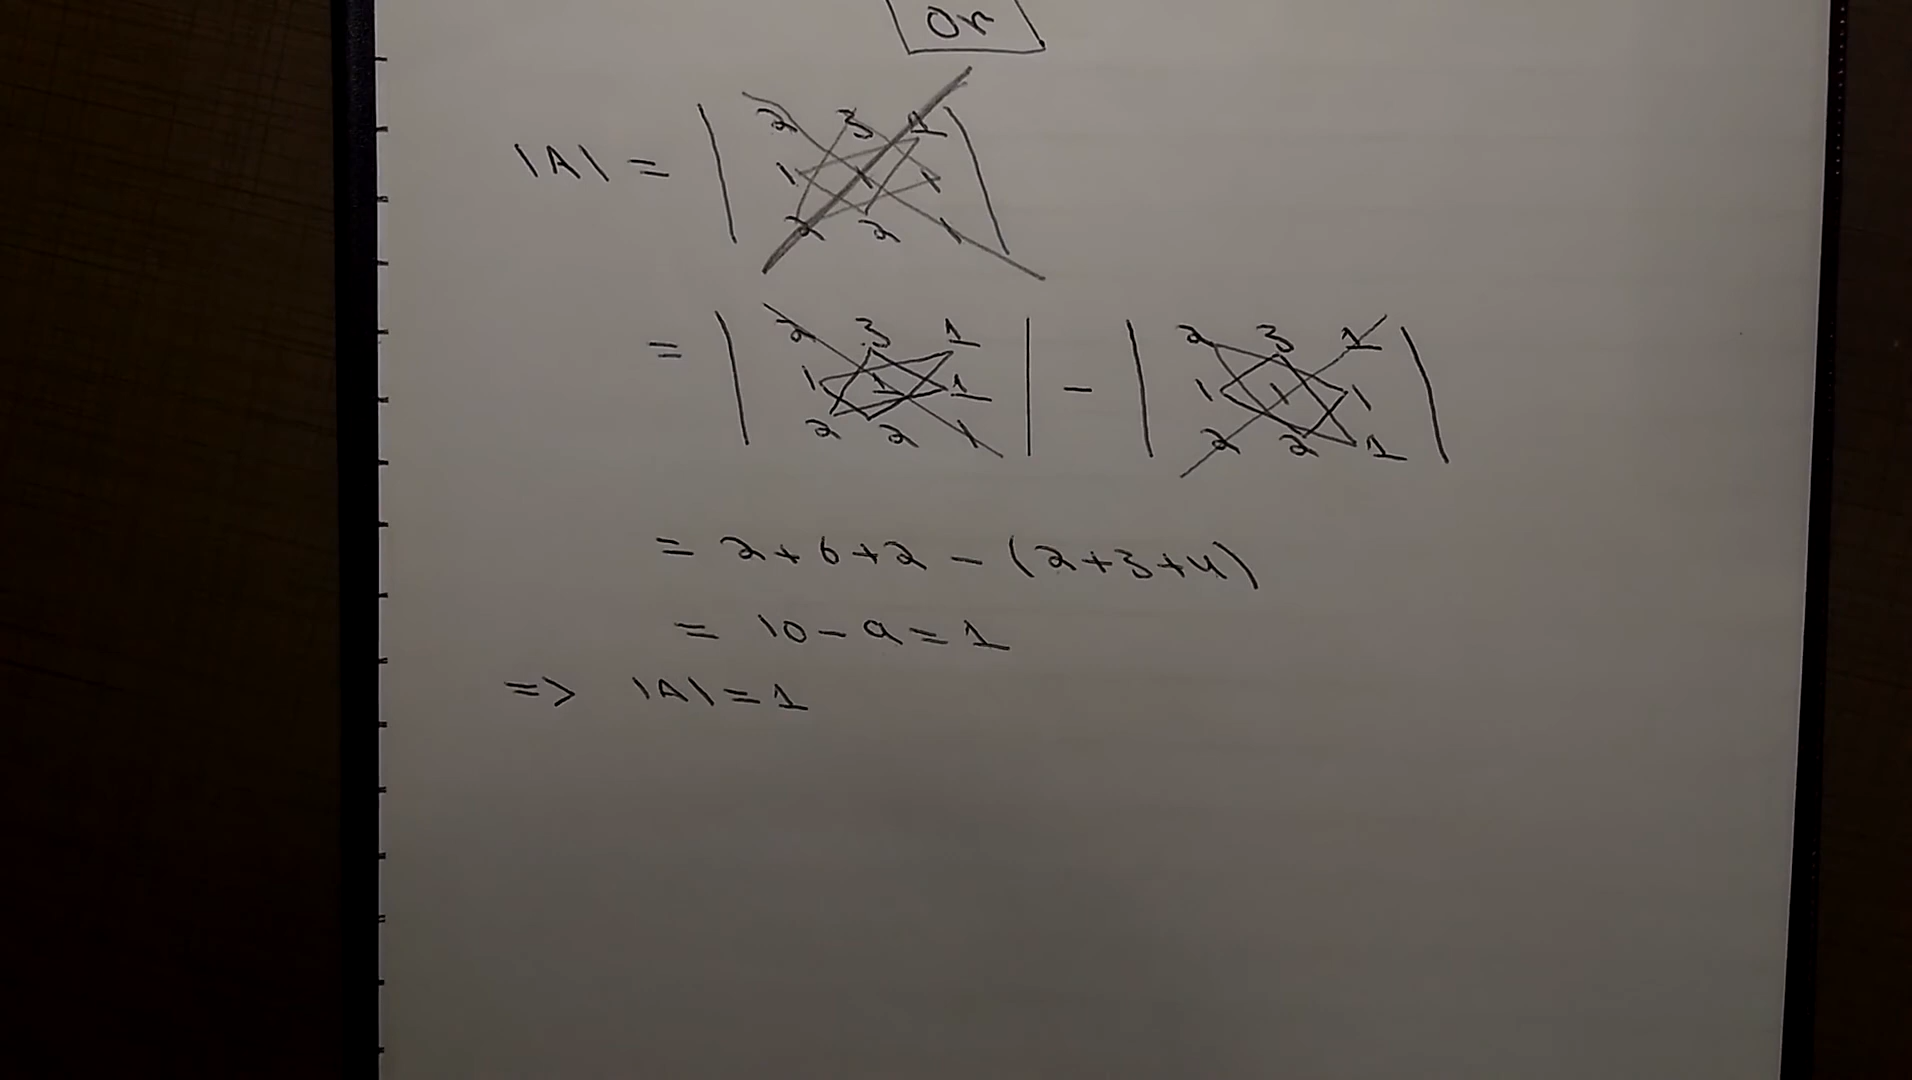 Or
|A| = | 2 3 1
1 1 1
2 2 1 |
= | 2 3 1
1 1 1
2 2 1 | - | 2 3 1
1 1 1
2 2 1 |
= 2+6+2 - (2+3+4)
= 10-9=1
=> |A|=1